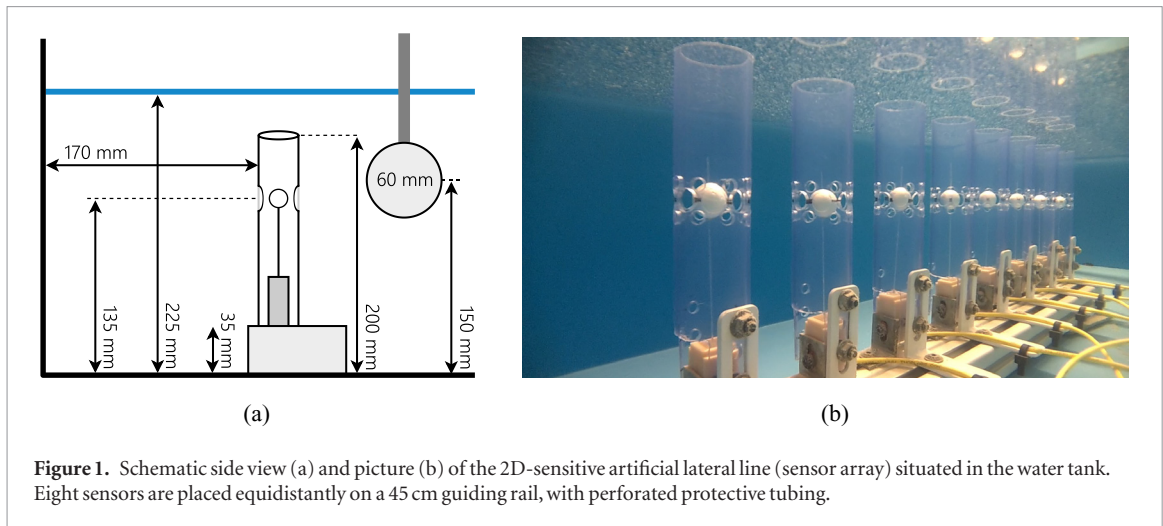 170 mm
60 mm
135 mm
225 mm
35 mm
200 mm
150 mm
(a)
(b)
Figure 1. Schematic side view (a) and picture (b) of the 2D-sensitive artificial lateral line (sensor array) situated in the water tank.
Eight sensors are placed equidistantly on a 45 cm guiding rail, with perforated protective tubing.